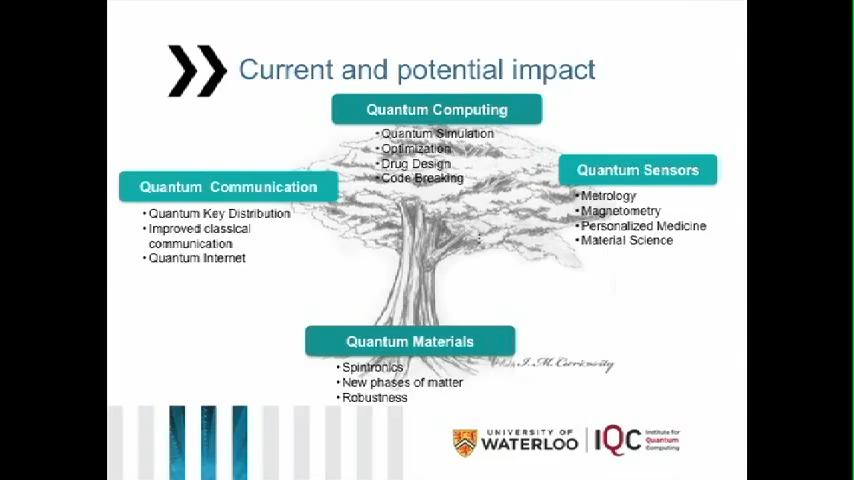 Current and potential impact
Quantum Computing
•Quantum Simulation
•Optimization
•Drug Design
•Code Breaking
Quantum Sensors
•Metrology
•Magnetometry
•Personalized Medicine
•Material Science
Quantum Communication
•Quantum Key Distribution
•Improved classical
communication
•Quantum Internet
Quantum Materials
•Spintronics
•New phases of matter
•Robustness
I. M. Curiousity
UNIVERSITY OF
WATERLOO
IQC
Institute for
Quantum
Computing